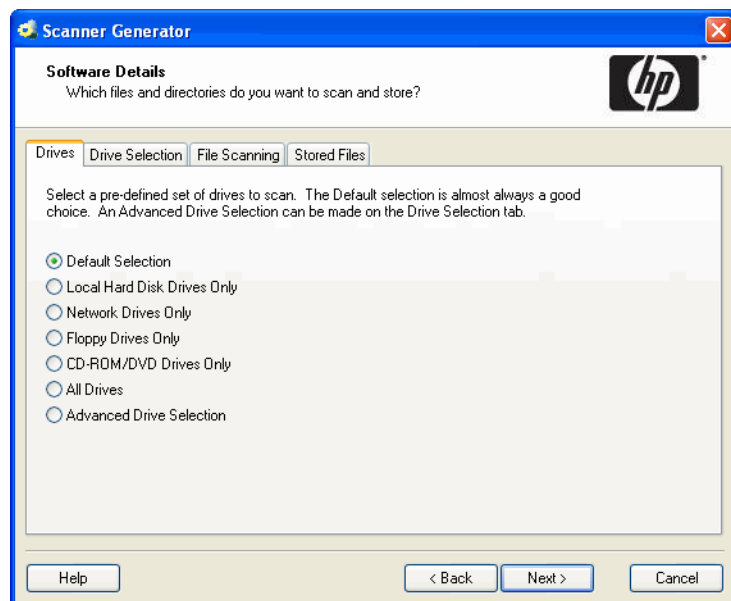 Scanner Generator
Software Details
Which files and directories do you want to scan and store?
hp
Drives
Drive Selection
File Scanning
Stored Files
Select a pre-defined set of drives to scan. The Default selection is almost always a good
choice. An Advanced Drive Selection can be made on the Drive Selection tab.
Default Selection
Local Hard Disk Drives Only
Network Drives Only
Floppy Drives Only
CD-ROM/DVD Drives Only
All Drives
Advanced Drive Selection
Help
< Back
Next >
Cancel